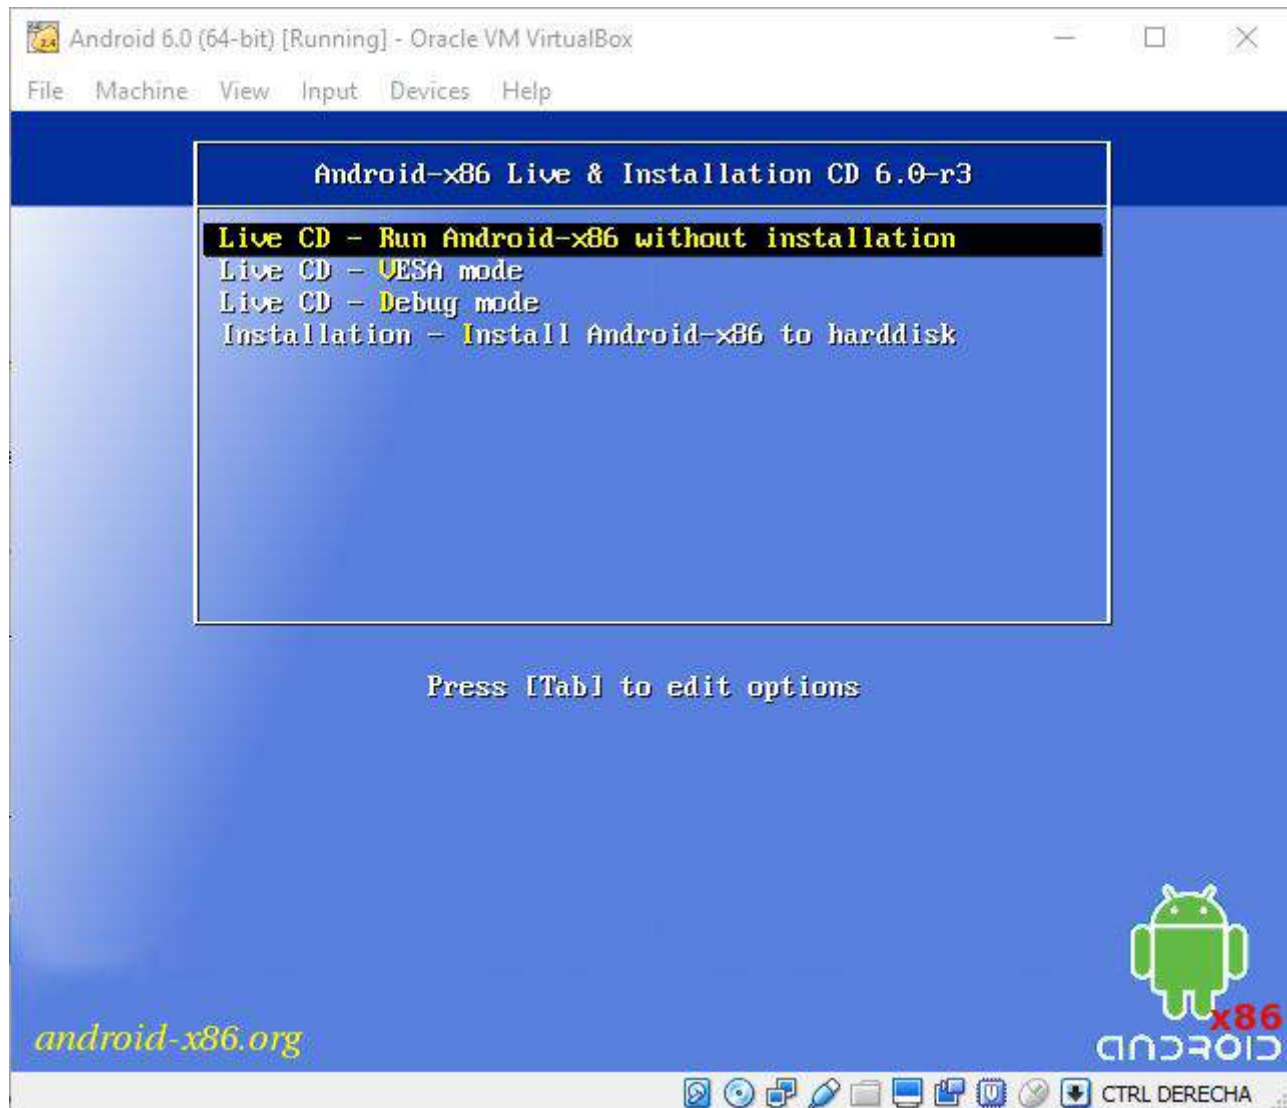 Android 6.0 (64-bit) [Running] - Oracle VM VirtualBox
File Machine View Input Devices Help
Android-x86 Live & Installation CD 6.0-r3
Live CD - Run Android-x86 without installation
Live CD - VESA mode
Live CD - Debug mode
Installation - Install Android-x86 to harddisk
Press [Tab] to edit options
x86
android-x86.org
ANDROID
CTRL DERECHA